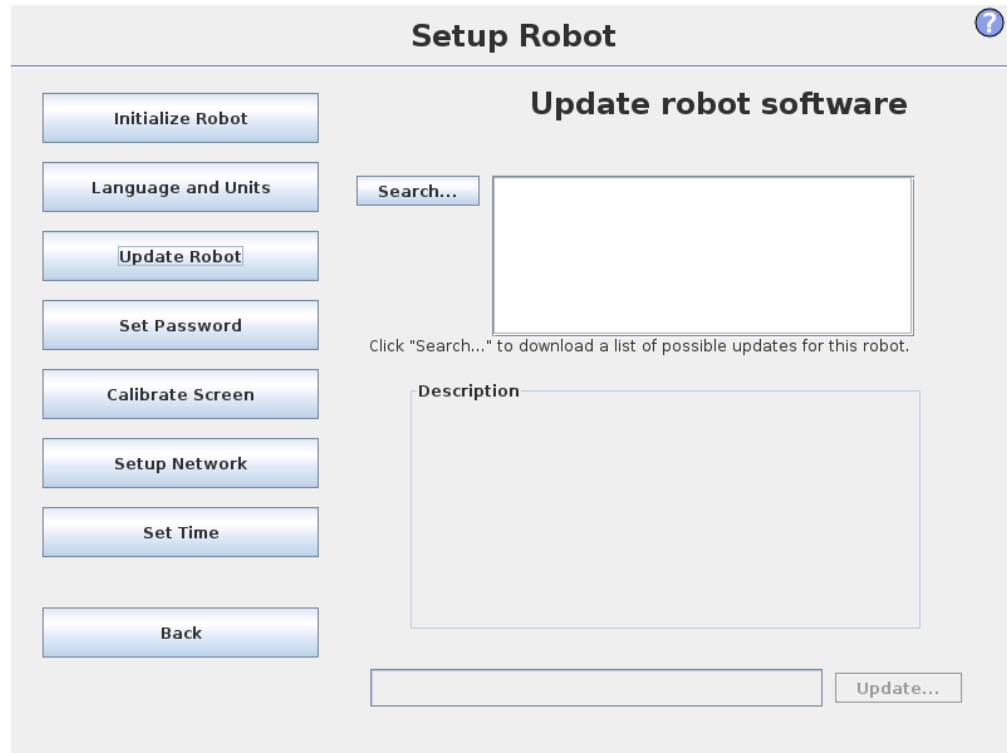 Setup Robot
?
Initialize Robot
Language and Units
Update Robot
Set Password
Calibrate Screen
Setup Network
Set Time
Back
Update robot software
Search...
Click "Search..." to download a list of possible updates for this robot.
Description
Update...